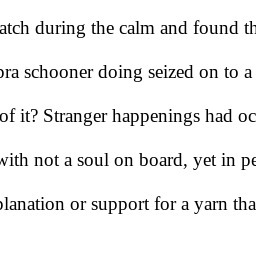 atch during the calm and found th
ora schooner doing seized on to a
of it? Stranger happenings had oc
with not a soul on board, yet in pe
planation or support for a yarn tha